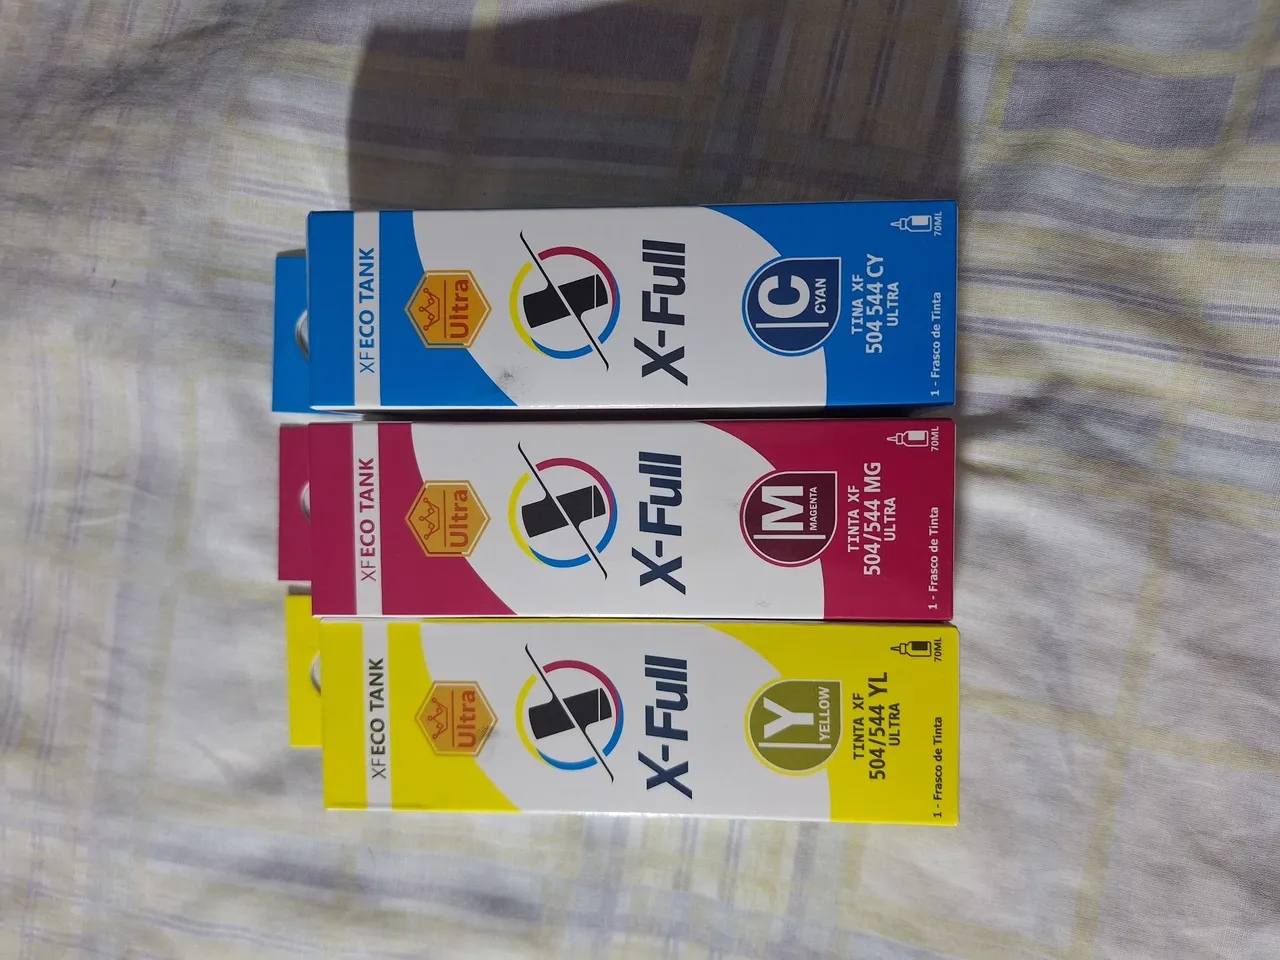 XF ECO TANK
Ultra
X-Full
C
CYAN
TINA XF
504 544 CY
ULTRA
1 - Frasco de Tinta
70ML
XF ECO TANK
Ultra
X-Full
M
MAGENTA
TINTA XF
504/544 MG
ULTRA
1 - Frasco de Tinta
70ML
XF ECO TANK
Ultra
X-Full
Y
YELLOW
TINTA XF
504/544 YL
ULTRA
1 - Frasco de Tinta
70ML